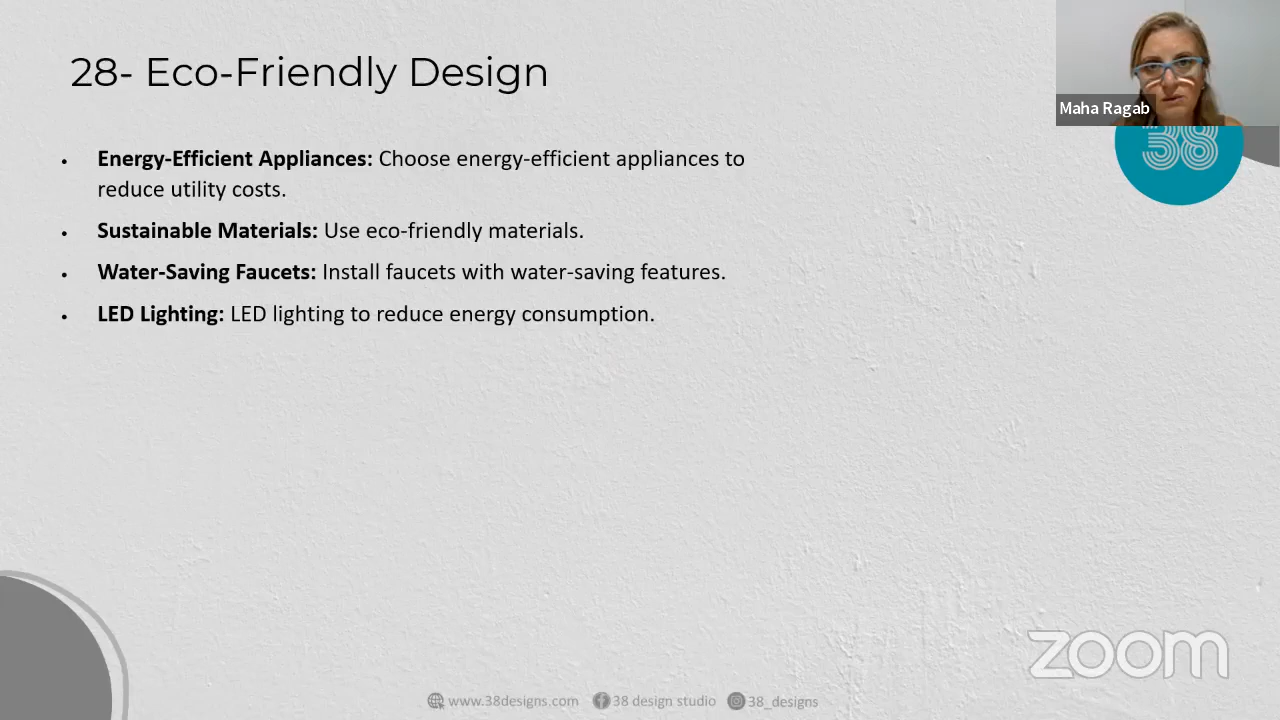 28- Eco-Friendly Design
Maha Ragab
38
• Energy-Efficient Appliances: Choose energy-efficient appliances to
reduce utility costs.
• Sustainable Materials: Use eco-friendly materials.
• Water-Saving Faucets: Install faucets with water-saving features.
• LED Lighting: LED lighting to reduce energy consumption.
zoom
www.38designs.com 38 design studio 38_designs